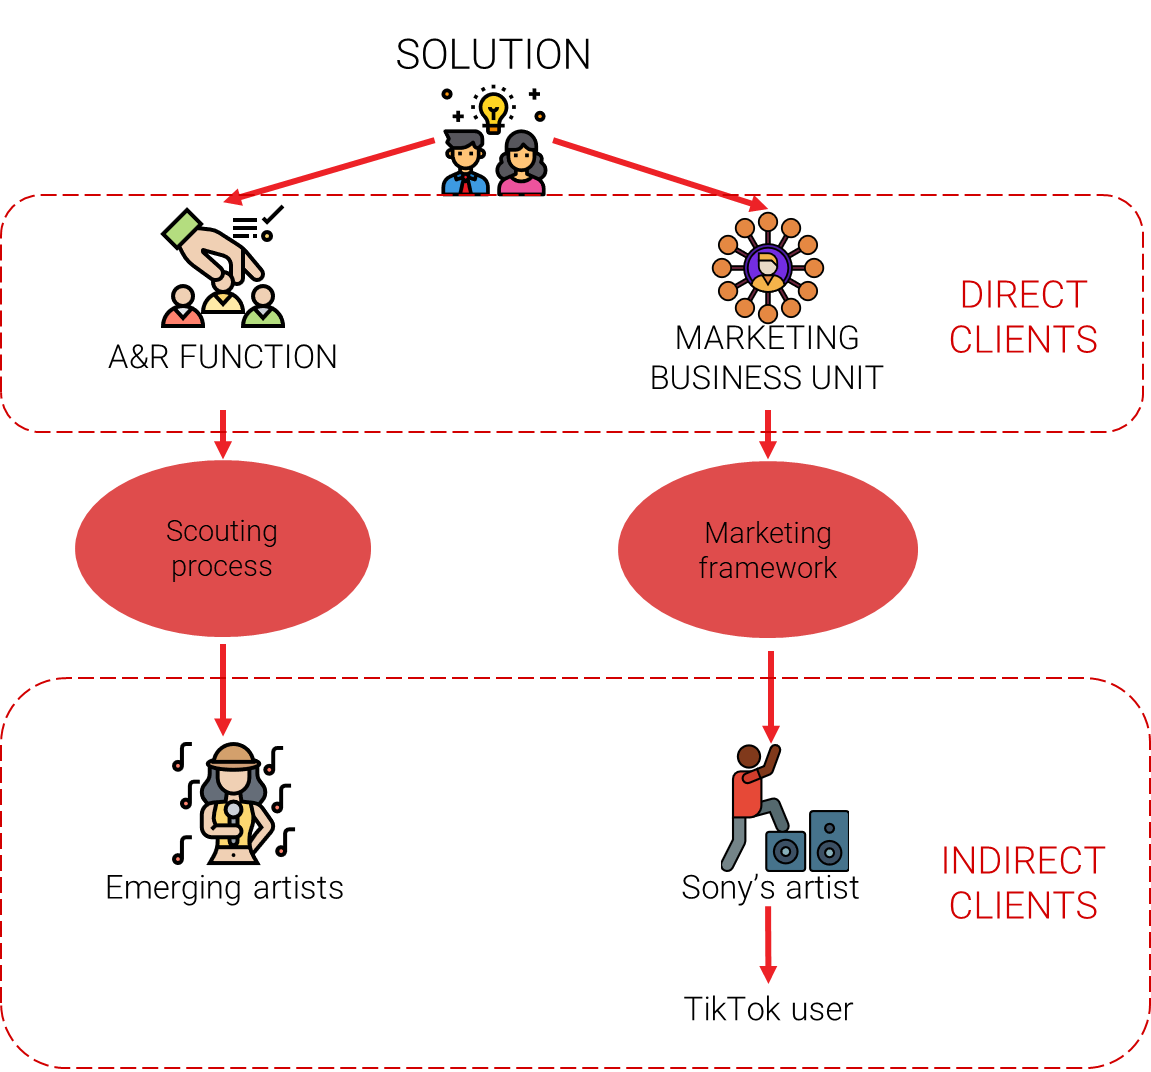 SOLUTION
A&R FUNCTION
MARKETING
BUSINESS UNIT
DIRECT
CLIENTS
Scouting
process
Marketing
framework
Emerging artists
Sony’s artist
INDIRECT
CLIENTS
TikTok user